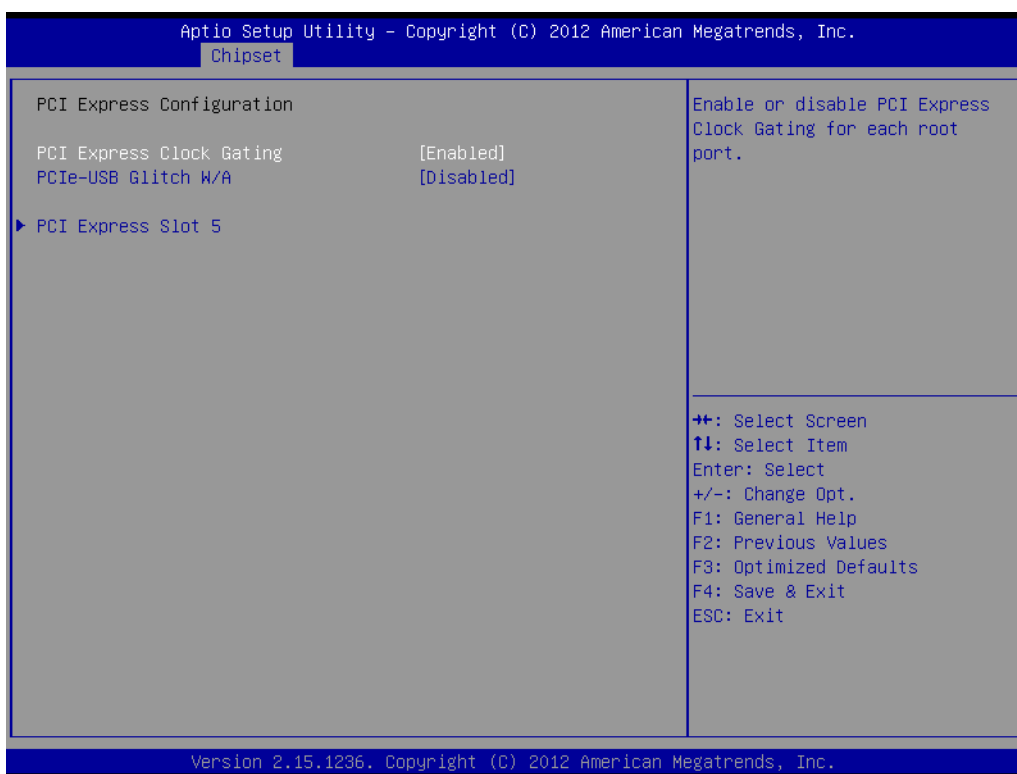 Aptio Setup Utility – Copyright (C) 2012 American Megatrends, Inc.
Chipset
PCI Express Configuration
PCI Express Clock Gating [Enabled]
PCIe-USB Glitch W/A [Disabled]
▶ PCI Express Slot 5
Enable or disable PCI Express
Clock Gating for each root
port.
→←: Select Screen
↑↓: Select Item
Enter: Select
+/-: Change Opt.
F1: General Help
F2: Previous Values
F3: Optimized Defaults
F4: Save & Exit
ESC: Exit
Version 2.15.1236. Copyright (C) 2012 American Megatrends, Inc.